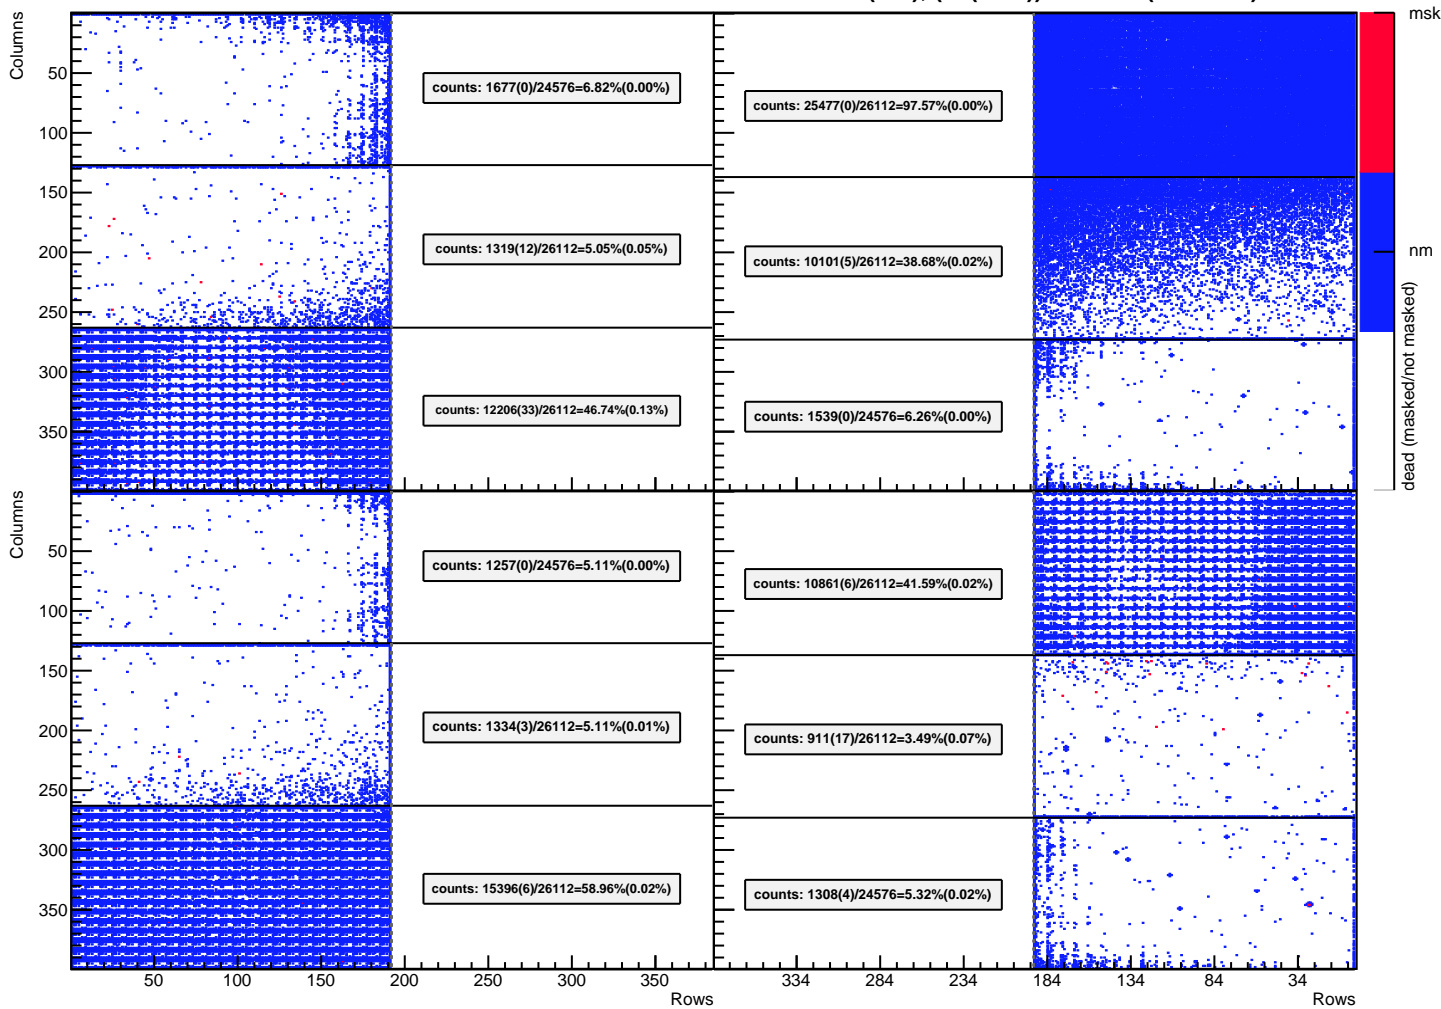 msk
nm
dead (masked/not masked)
Columns
50
100
150
200
250
300
350
counts: 1677(0)/24576=6.82%(0.00%)
counts: 1319(12)/26112=5.05%(0.05%)
counts: 12206(33)/26112=46.74%(0.13%)
counts: 25477(0)/26112=97.57%(0.00%)
counts: 10101(5)/26112=38.68%(0.02%)
counts: 1539(0)/24576=6.26%(0.00%)
Columns
50
100
150
200
250
300
350
counts: 1257(0)/24576=5.11%(0.00%)
counts: 1334(3)/26112=5.11%(0.01%)
counts: 15396(6)/26112=58.96%(0.02%)
counts: 10861(6)/26112=41.59%(0.02%)
counts: 911(17)/26112=3.49%(0.07%)
counts: 1308(4)/24576=5.32%(0.02%)
50 100 150 200 250 300 350
Rows
334 284 234 184 134 84 34
Rows